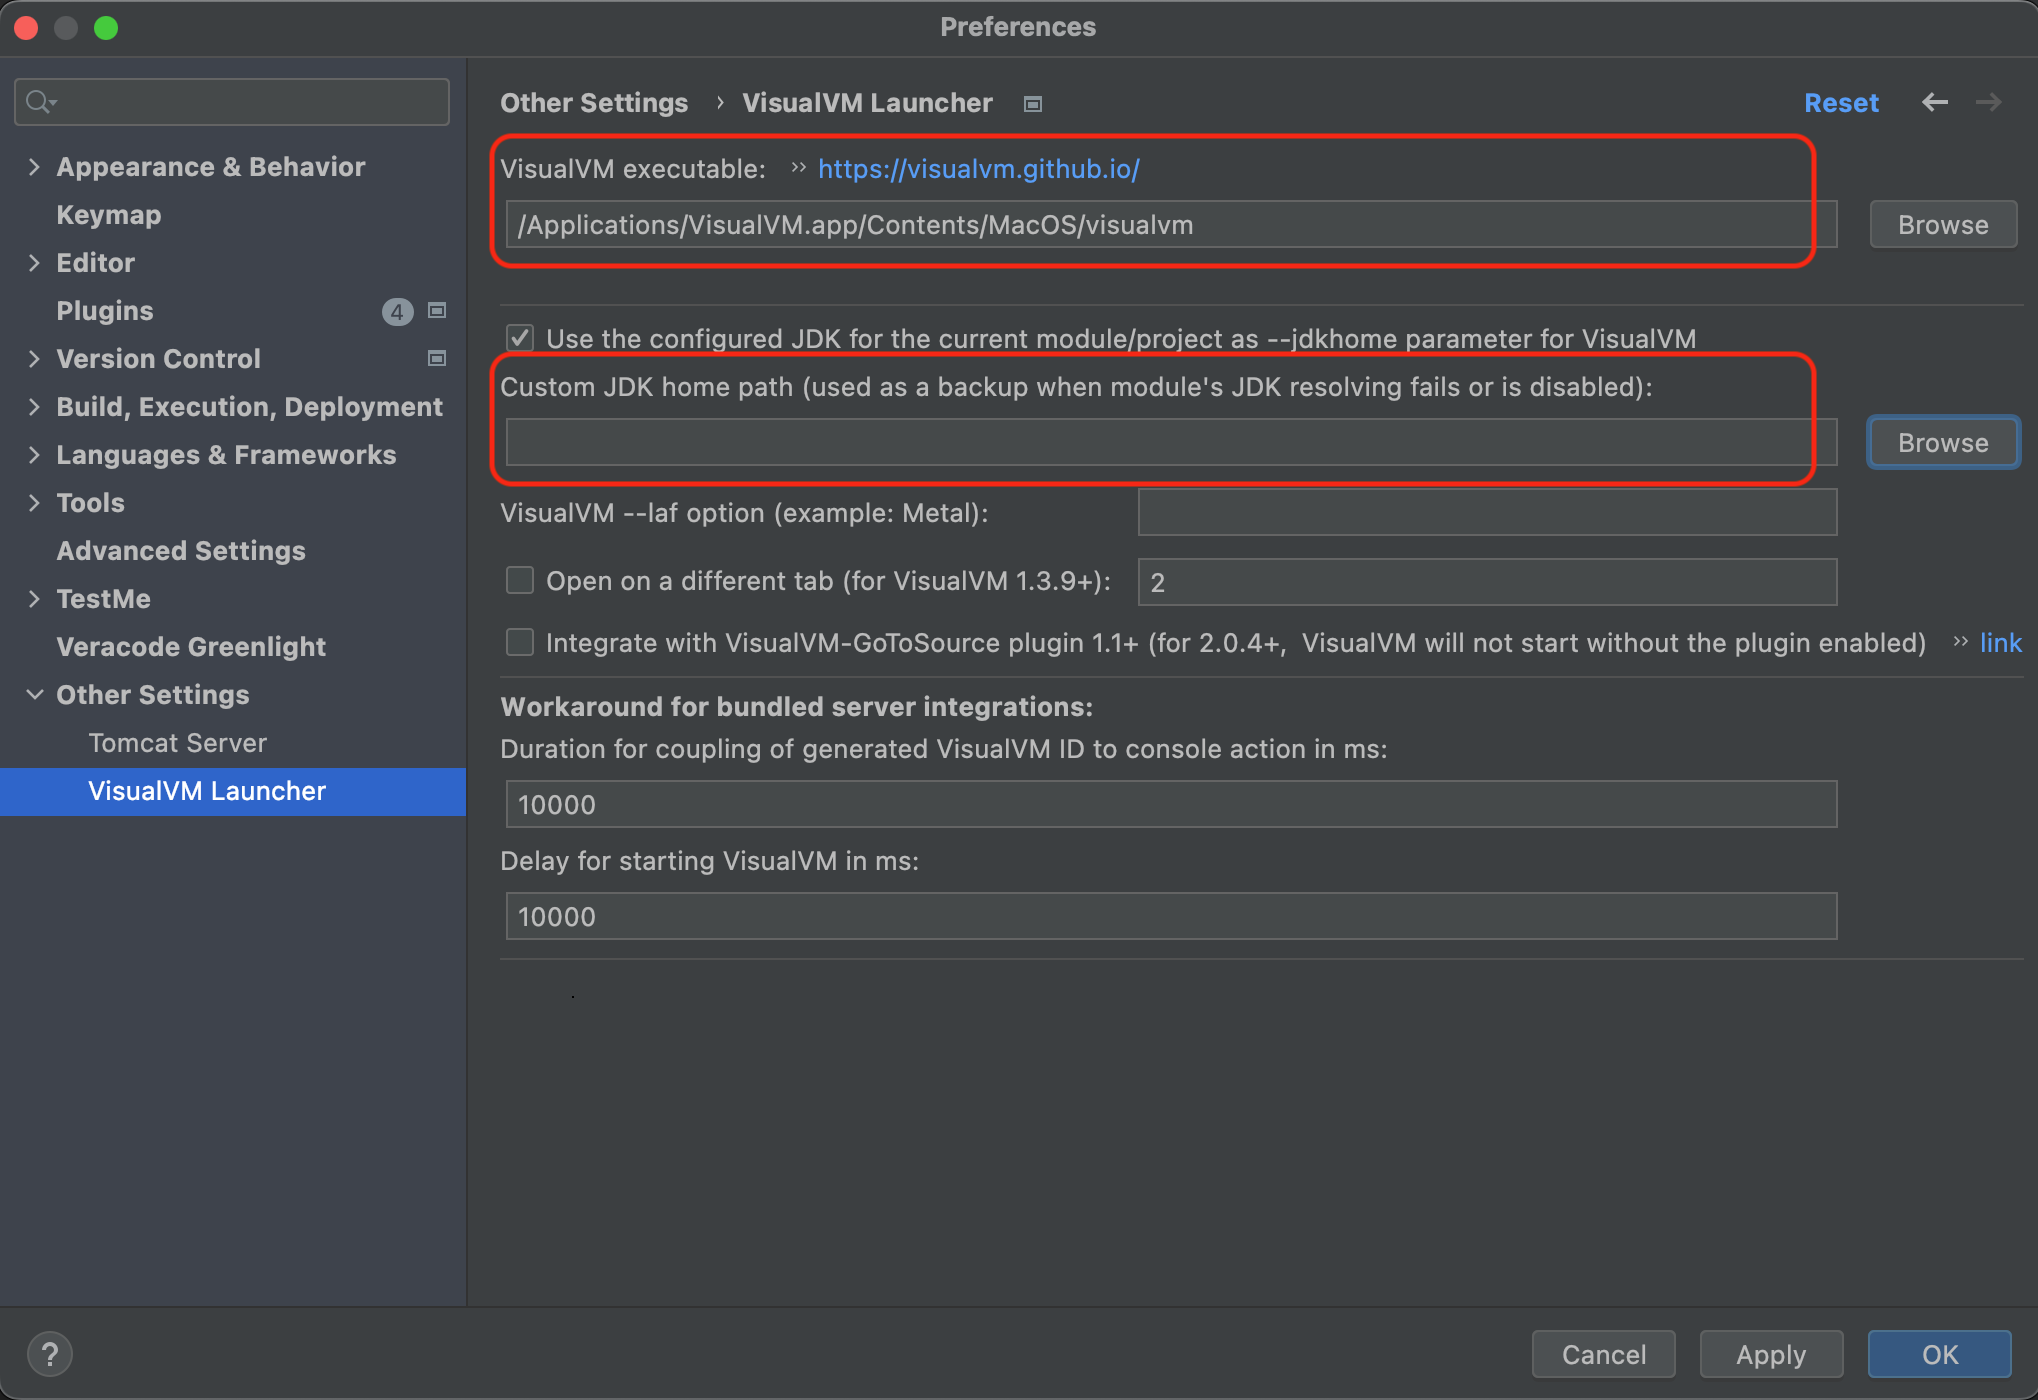 Preferences
Other Settings › VisualVM Launcher
Reset
Appearance & Behavior
Keymap
Editor
Plugins 4
Version Control
Build, Execution, Deployment
Languages & Frameworks
Tools
Advanced Settings
TestMe
Veracode Greenlight
Other Settings
Tomcat Server
VisualVM Launcher
VisualVM executable: >> https://visualvm.github.io/
/Applications/VisualVM.app/Contents/MacOS/visualvm
Browse
Use the configured JDK for the current module/project as --jdkhome parameter for VisualVM
Custom JDK home path (used as a backup when module's JDK resolving fails or is disabled):
Browse
VisualVM --laf option (example: Metal):
Open on a different tab (for VisualVM 1.3.9+): 2
Integrate with VisualVM-GoToSource plugin 1.1+ (for 2.0.4+, VisualVM will not start without the plugin enabled) >> link
Workaround for bundled server integrations:
Duration for coupling of generated VisualVM ID to console action in ms:
10000
Delay for starting VisualVM in ms:
10000
?
Cancel
Apply
OK